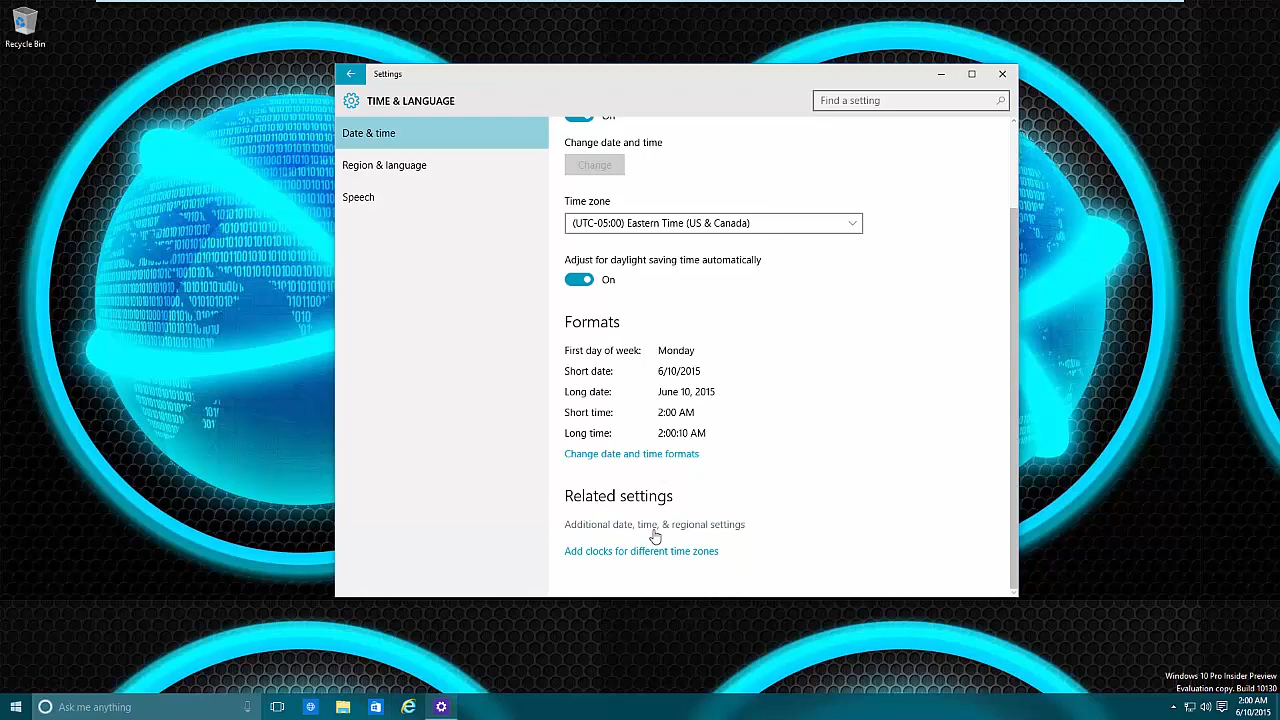 Recycle Bin
Settings
TIME & LANGUAGE
Find a setting
Date & time
Region & language
Speech
On
Change date and time
Change
Time zone
(UTC-05:00) Eastern Time (US & Canada)
Adjust for daylight saving time automatically
On
Formats
First day of week: Monday
Short date: 6/10/2015
Long date: June 10, 2015
Short time: 2:00 AM
Long time: 2:00:10 AM
Change date and time formats
Related settings
Additional date, time, & regional settings
Add clocks for different time zones
Windows 10 Pro Insider Preview
Evaluation copy. Build 10130
Ask me anything
2:00 AM
6/10/2015